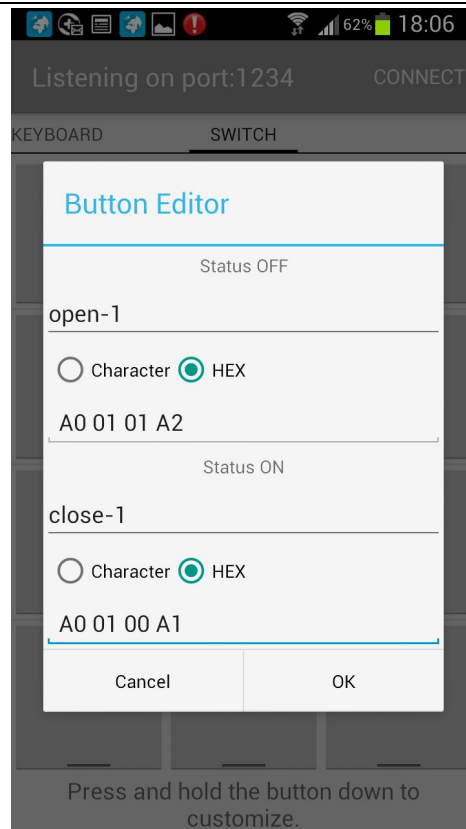 62% 18:06
Listening on port:1234 CONNECT
KEYBOARD SWITCH
Button Editor
Status OFF
open-1
Character HEX
A0 01 01 A2
Status ON
close-1
Character HEX
A0 01 00 A1
Cancel OK
Press and hold the button down to
customize.